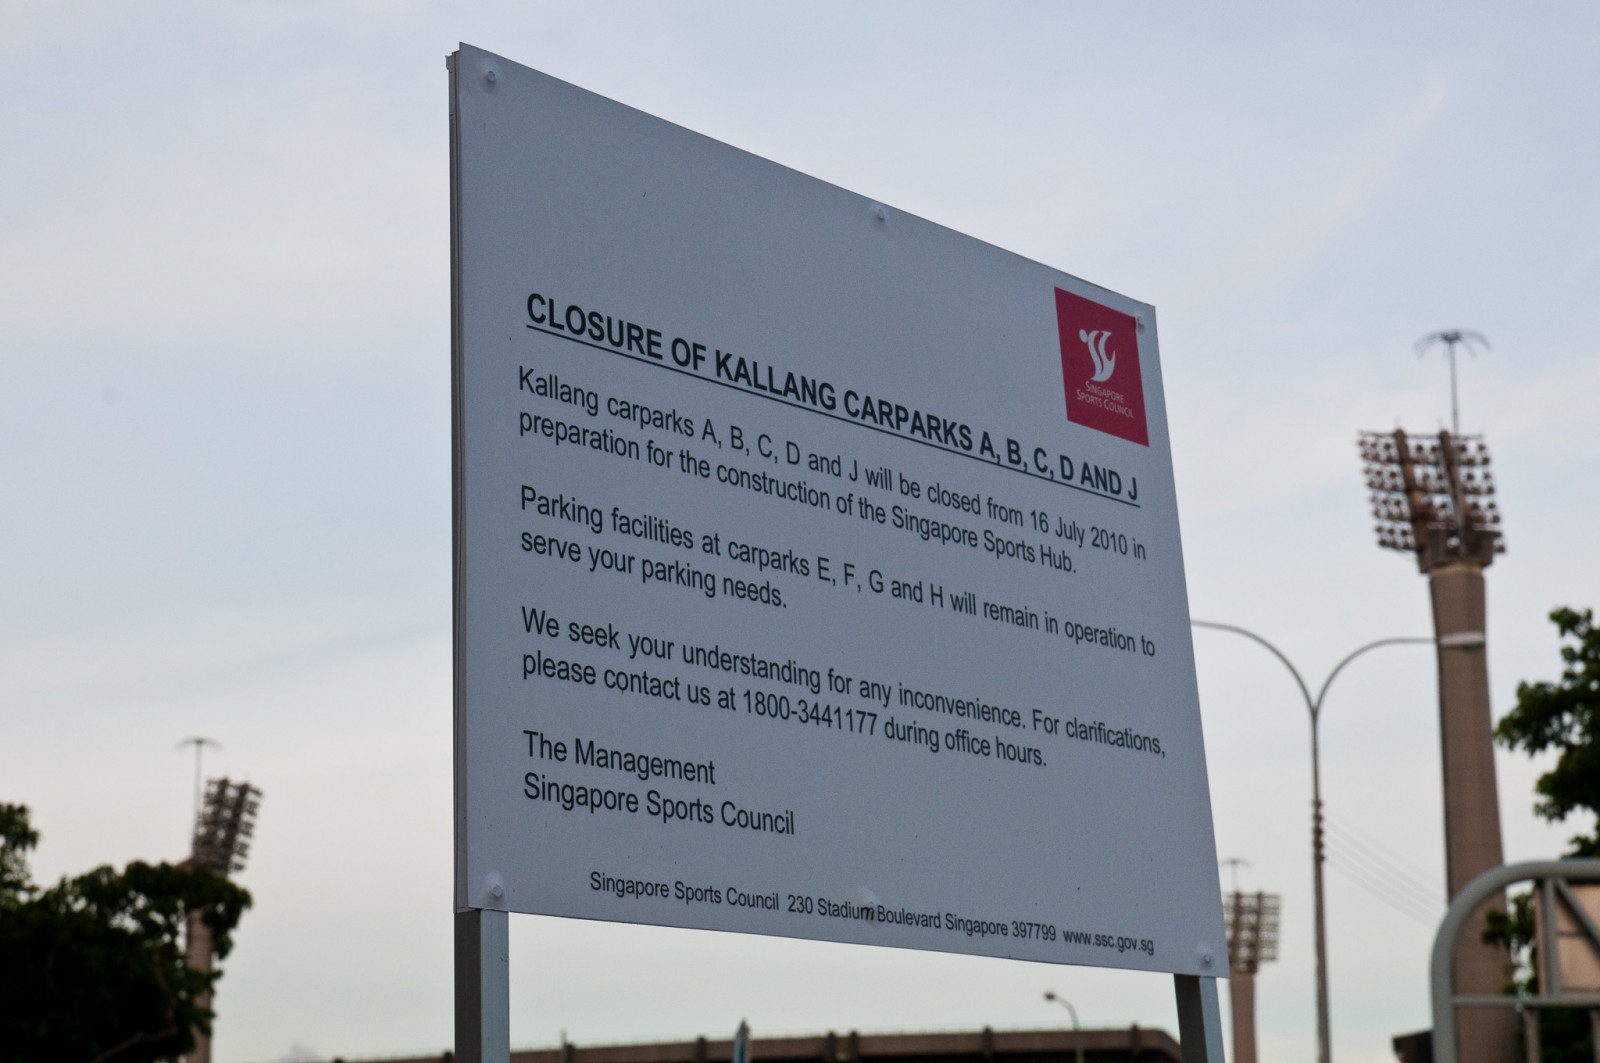 CLOSURE OF KALLANG CARPARKS A, B, C, D AND J
SINGAPORE
SPORTS COUNCIL
Kallang carparks A, B, C, D and J will be closed from 16 July 2010 in
preparation for the construction of the Singapore Sports Hub.
Parking facilities at carparks E, F, G and H will remain in operation to
serve your parking needs.
We seek your understanding for any inconvenience. For clarifications,
please contact us at 1800-3441177 during office hours.
The Management
Singapore Sports Council
Singapore Sports Council 230 Stadium Boulevard Singapore 397799 www.ssc.gov.sg